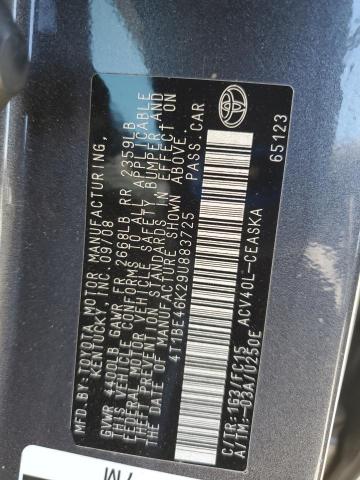 MFD.BY: TOYOTA MOTOR MANUFACTURING,
KENTUCKY, INC. 09/08
GVWR 4400LB GAWR FR 2668LB RR 2359LB
THIS VEHICLE CONFORMS TO ALL APPLICABLE
FEDERAL MOTOR VEHICLE SAFETY, BUMPER, AND
THEFT PREVENTION STANDARDS IN EFFECT ON
THE DATE OF MANUFACTURE SHOWN ABOVE.
4T1BE46K29U883725 PASS.CAR
C/TR:1G3/FC15 ACV40L-CEASKA
A/TM-03A/U250E 65123